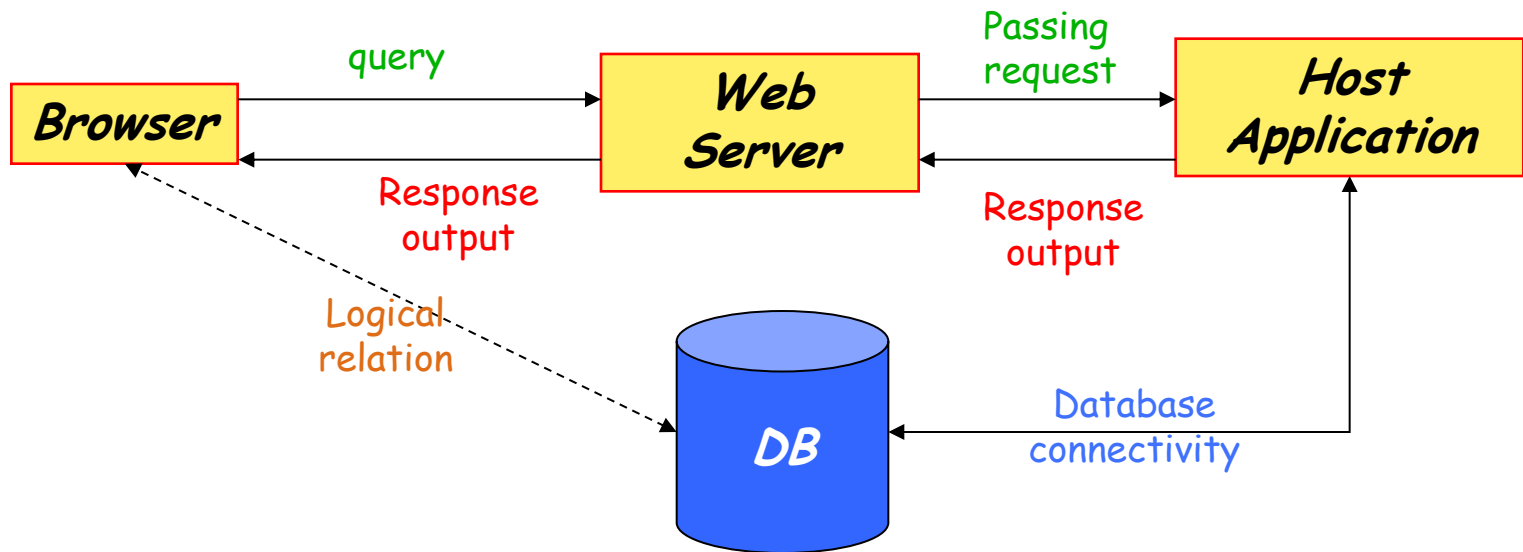 query
Passing
request
Browser
Web
Server
Host
Application
Response
output
Response
output
Logical
relation
DB
Database
connectivity